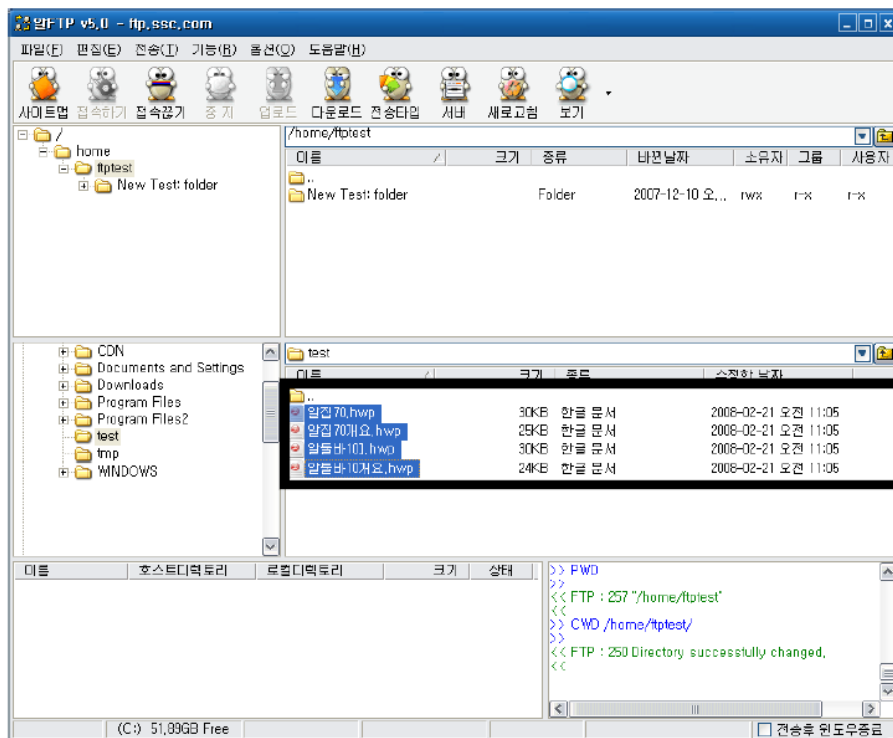 알FTP v5.0 - ftp.ssc.com
파일(F) 편집(E) 전송(T) 기능(R) 옵션(O) 도움말(H)
사이트맵 접속하기 접속끊기 중지 업로드 다운로드 전송타입 서버 새로고침 보기
/
home
ftptest
New Test: folder
/home/ftptest
이름 크기 종류 바뀐날짜 소유자 그룹 사용자
..
New Test: folder Folder 2007-12-10 오... rwx r-x r-x
CDN
Documents and Settings
Downloads
Program Files
Program Files2
test
tmp
WINDOWS
test
이름 크기 종류 수정한 날짜
..
알집70.hwp 30KB 한글 문서 2008-02-21 오전 11:05
알집70개요.hwp 25KB 한글 문서 2008-02-21 오전 11:05
30KB 한글 문서 2008-02-21 오전 11:05
알툴바10개요.hwp 24KB 한글 문서 2008-02-21 오전 11:05
이름 호스트디렉토리 로컬디렉토리 크기 상태
>> PWD
>>
<< FTP : 257 "/home/ftptest"
<<
>> CWD /home/ftptest/
>>
<< FTP : 250 Directory successfully changed.
<<
(C:) 51.89GB Free 전송후 윈도우종료